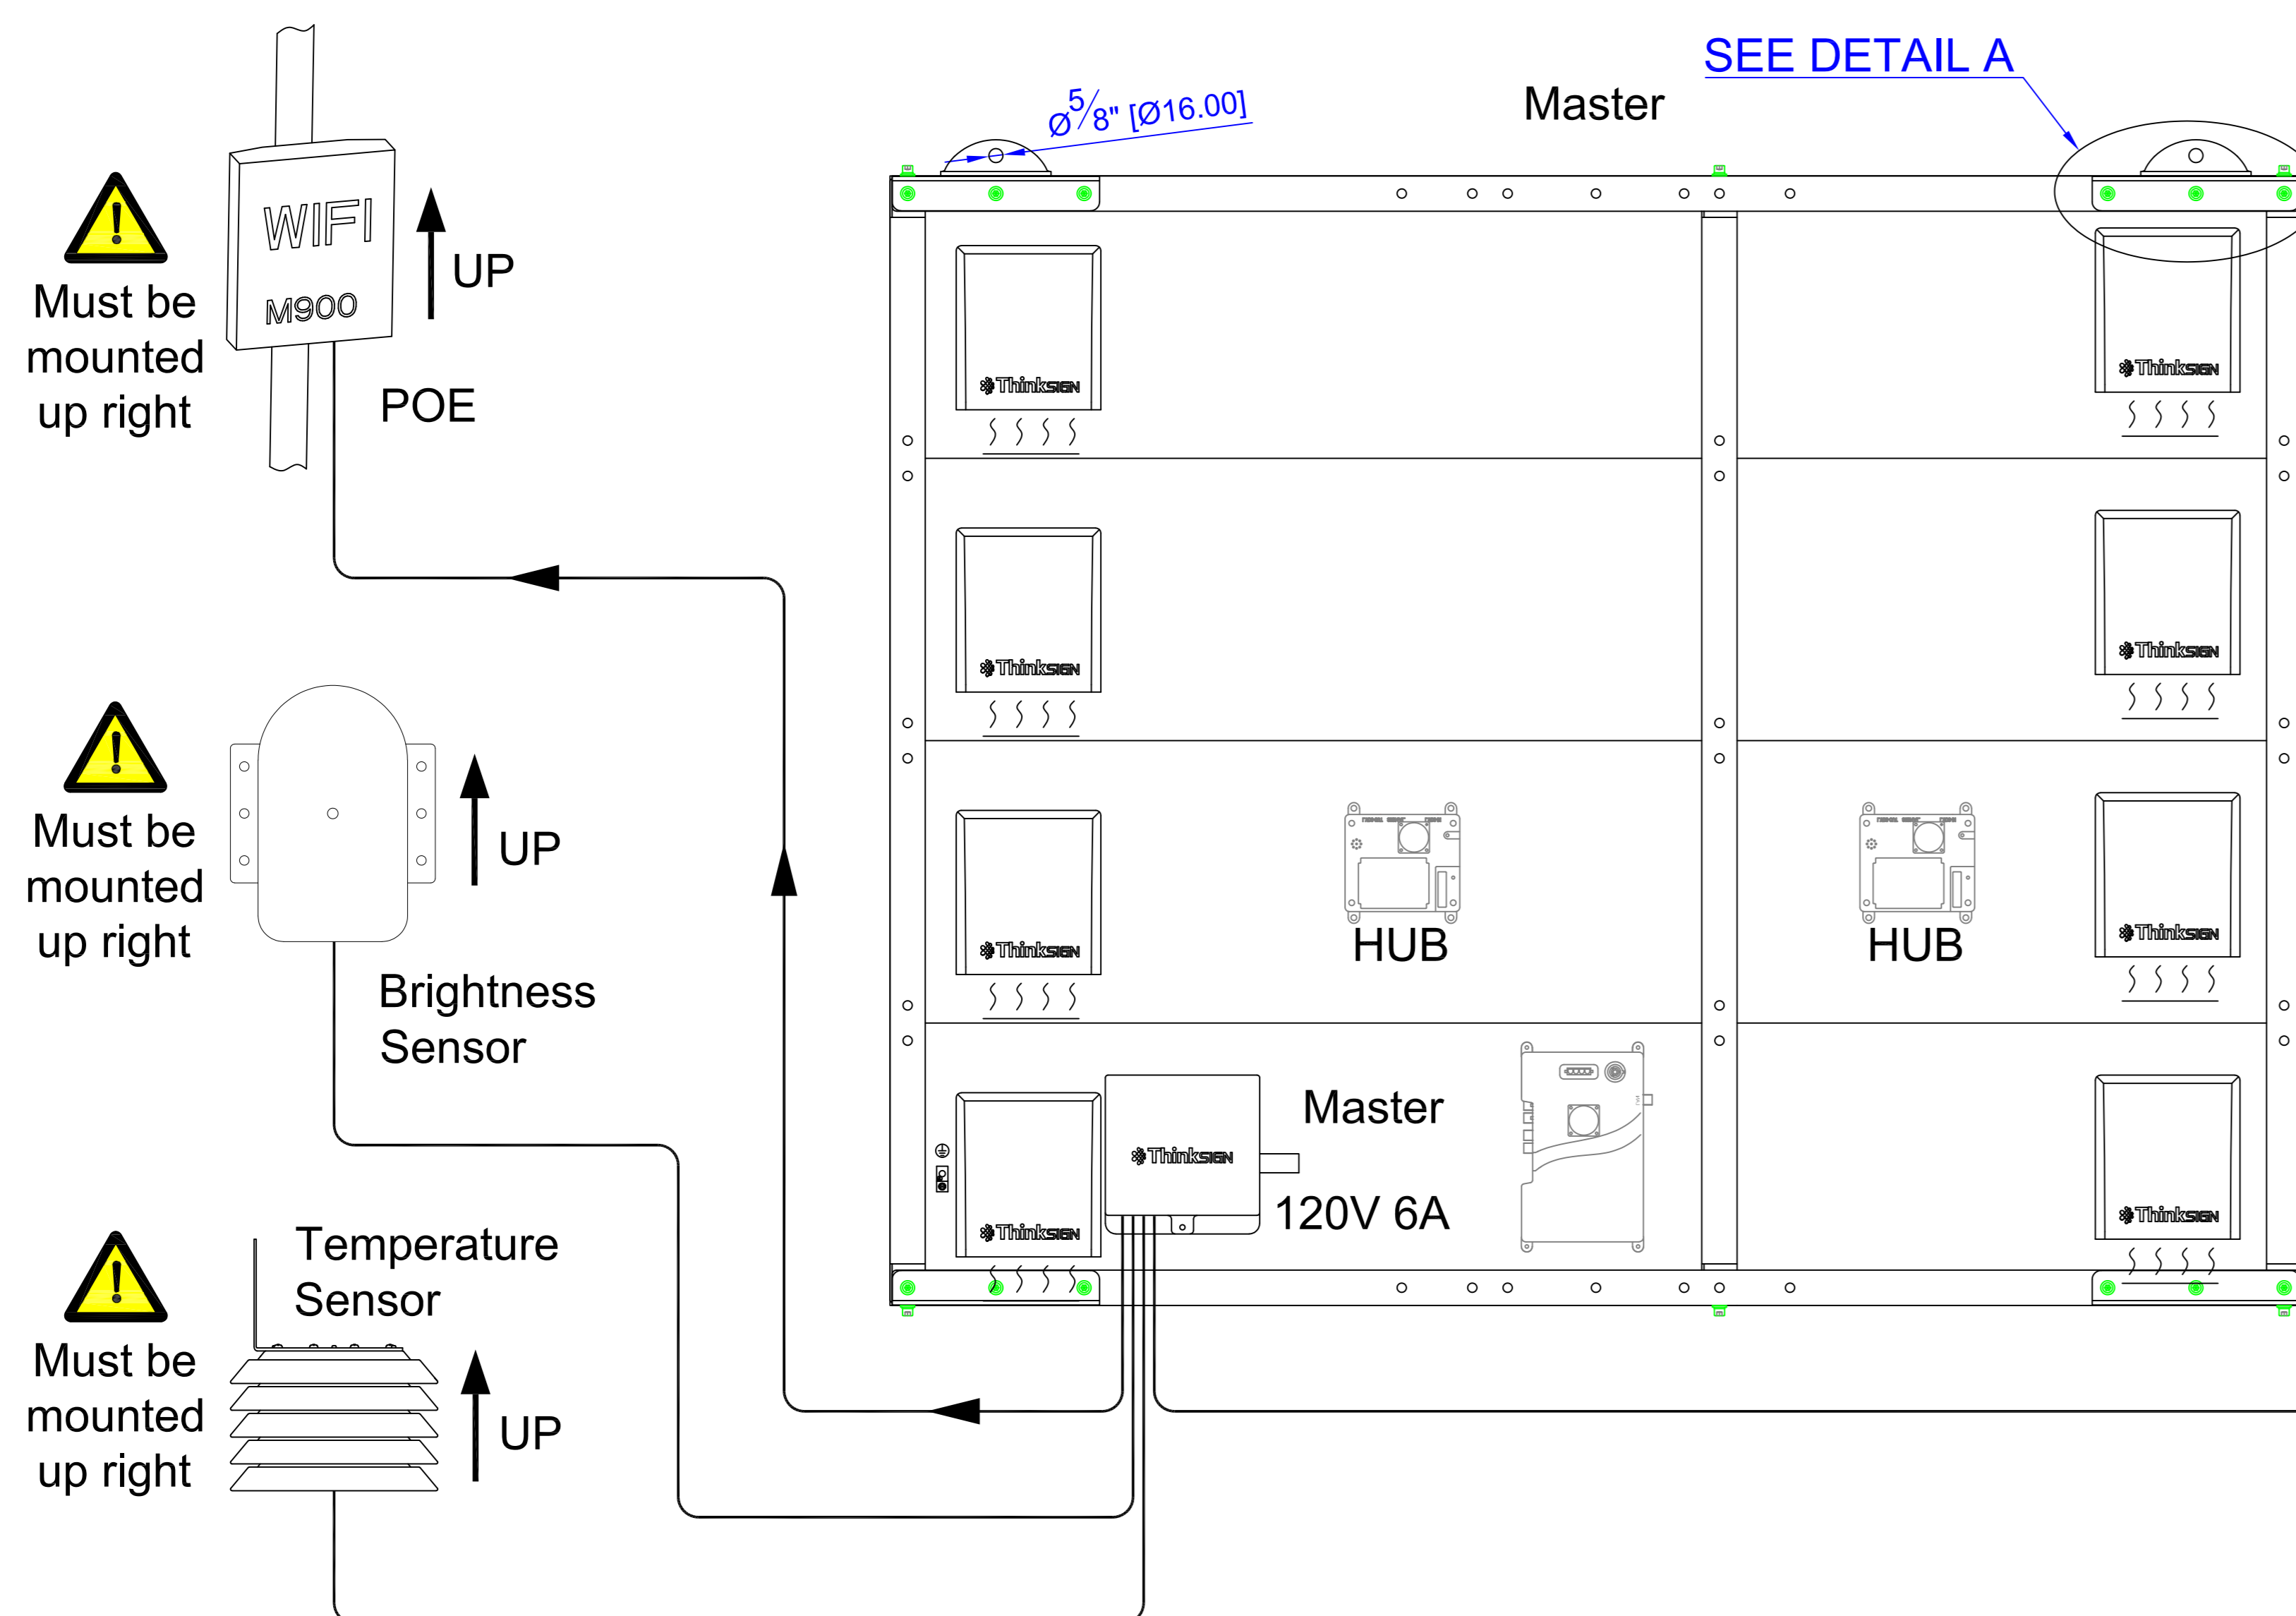 SEE DETAIL A
Master
Ø5/8" [Ø16.00]
WIFI
M900
UP
Must be
mounted
up right
POE
ThinkSIGN
ThinkSIGN
ThinkSIGN
ThinkSIGN
UP
Must be
mounted
up right
Brightness
Sensor
HUB
HUB
ThinkSIGN
ThinkSIGN
Master
ThinkSIGN
120V 6A
ThinkSIGN
ThinkSIGN
Temperature
Sensor
Must be
mounted
up right
UP